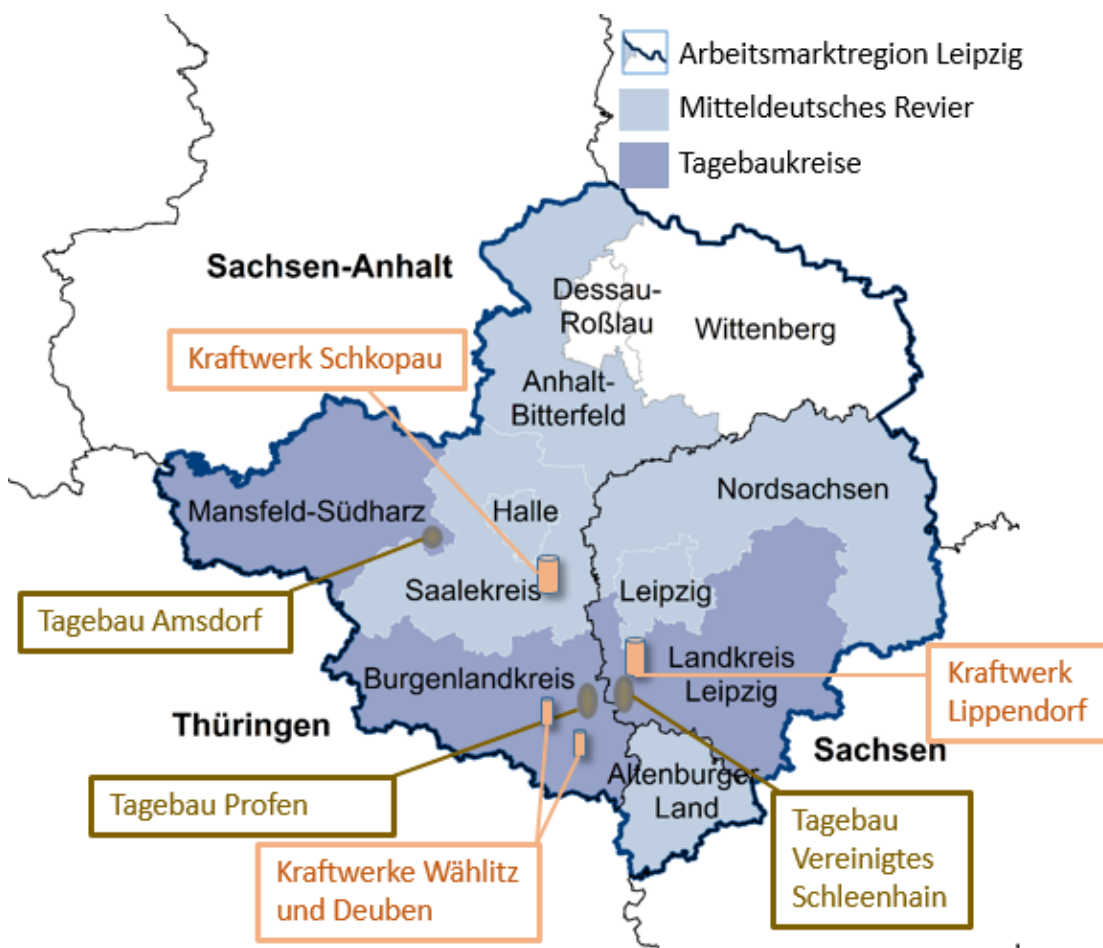 Arbeitsmarktregion Leipzig
Mitteldeutsches Revier
Tagebaukreise
Sachsen-Anhalt
Dessau-
Roßlau
Wittenberg
Kraftwerk Schkopau
Anhalt-
Bitterfeld
Nordsachsen
Mansfeld-Südharz
Halle
Saalekreis
Leipzig
Tagebau Amsdorf
Landkreis
Leipzig
Burgenlandkreis
Kraftwerk
Lippendorf
Thüringen
Sachsen
Altenburger
Land
Tagebau Profen
Tagebau
Vereinigtes
Schleenhain
Kraftwerke Wählitz
und Deuben